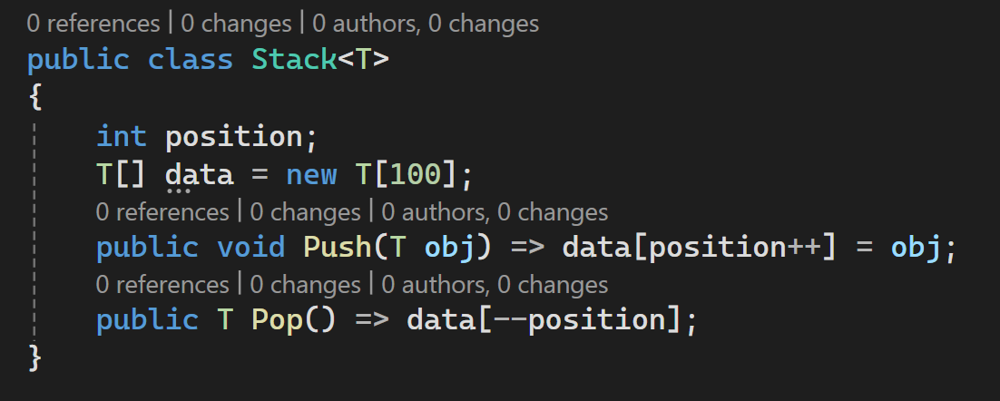 0 references | 0 changes | 0 authors, 0 changes
public class Stack<T>
{
int position;
T[] data = new T[100];
0 references | 0 changes | 0 authors, 0 changes
public void Push(T obj) => data[position++] = obj;
0 references | 0 changes | 0 authors, 0 changes
public T Pop() => data[--position];
}